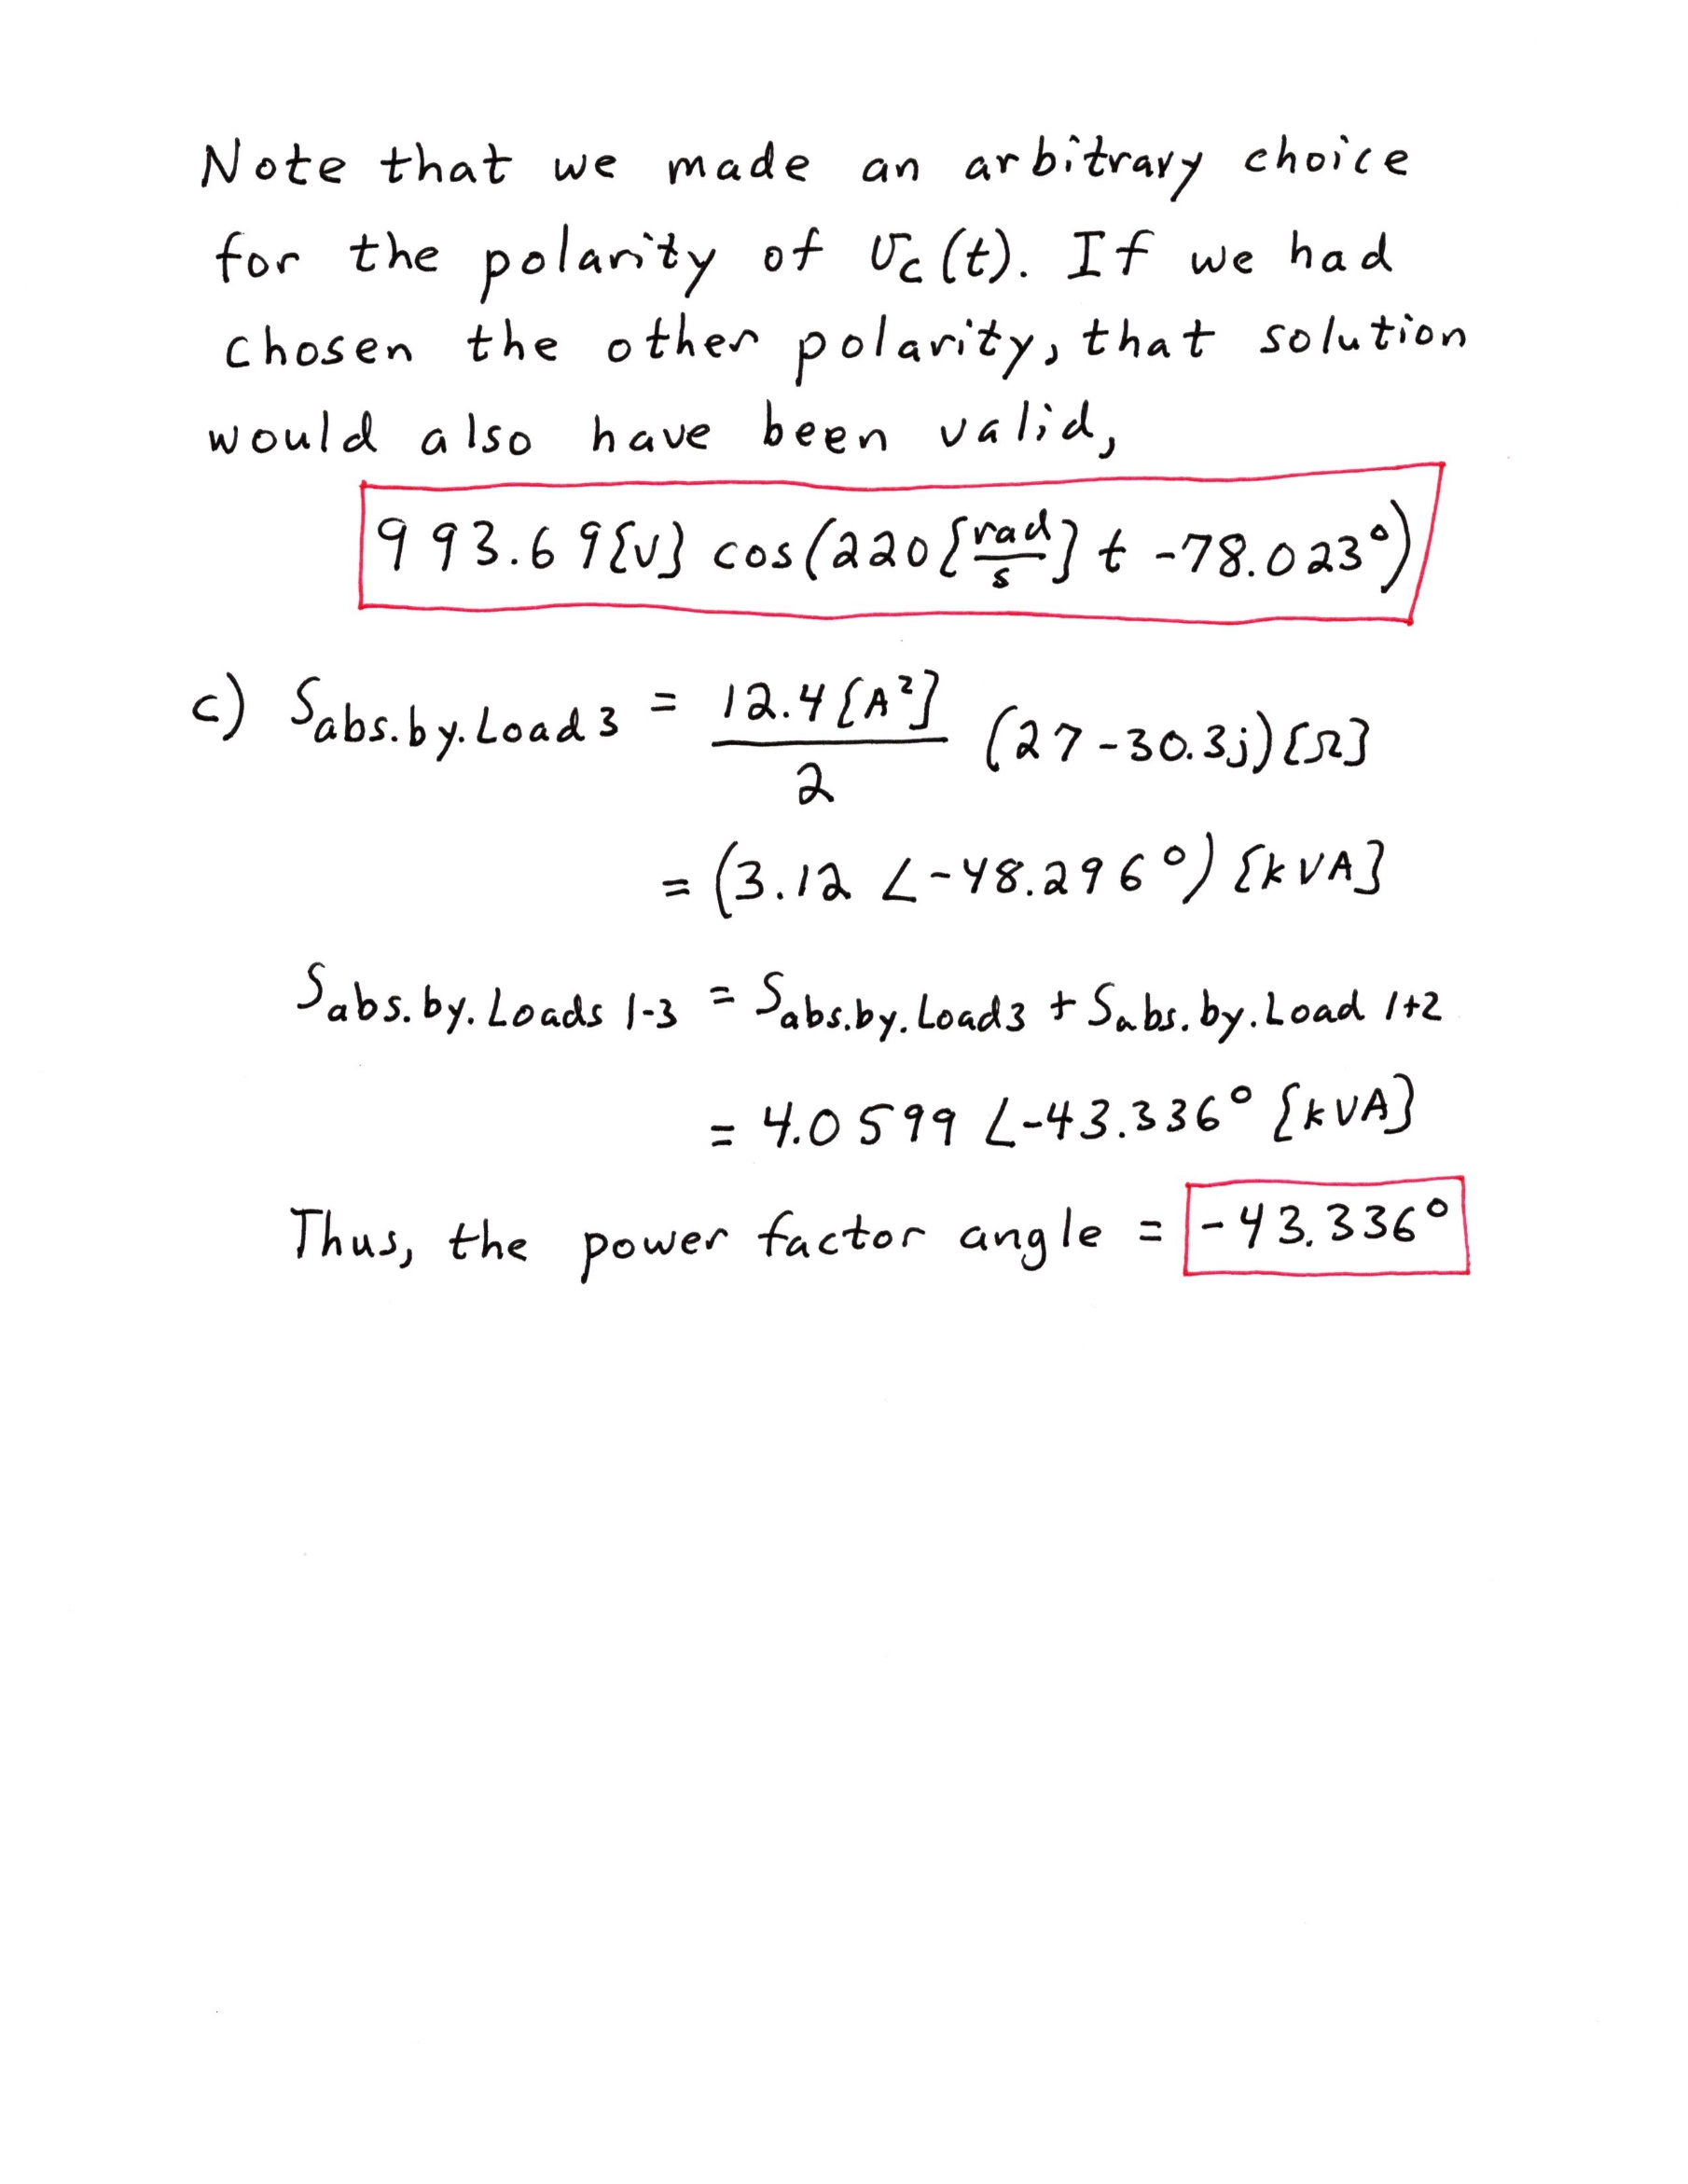 Note that we made an arbitrary choice
for the polarity of v_c(t). If we had
chosen the other polarity, that solution
would also have been valid,
993.69[V] cos(220[rad/s] t -78.023°)
c) S_abs.by.Load3 = 12.4[A²]/2 (27-30.3j)[Ω]
= (3.12 ∠-48.296°) [kVA]
S_abs.by.Loads 1-3 = S_abs.by.Load3 + S_abs.by.Load 1+2
= 4.0599 ∠-43.336° [kVA]
Thus, the power factor angle = -43.336°